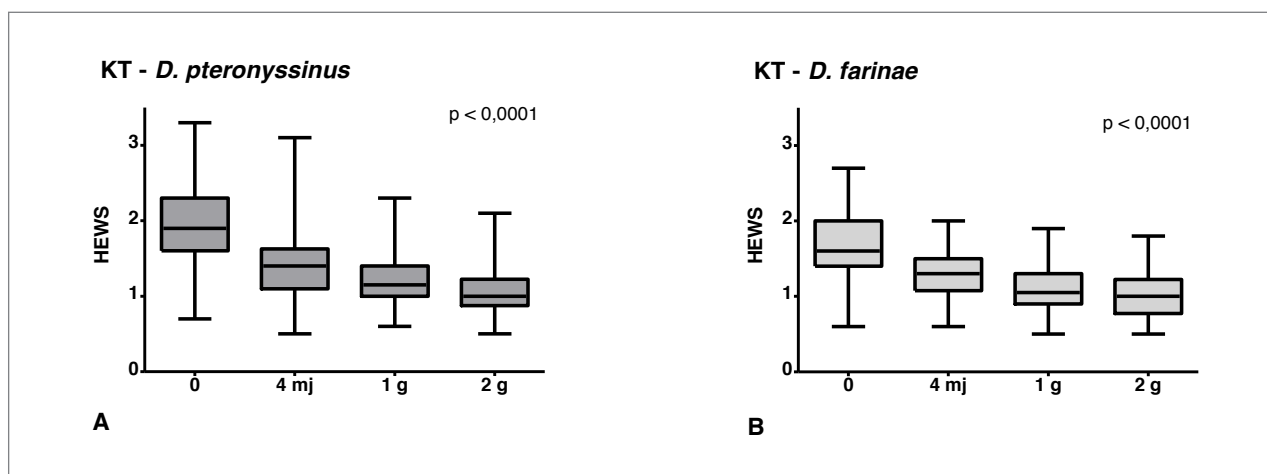 KT - D. pteronyssinus
p < 0,0001
HEWS
3
2
1
0
0 4 mj 1 g 2 g
A
KT - D. farinae
p < 0,0001
HEWS
3
2
1
0
0 4 mj 1 g 2 g
B